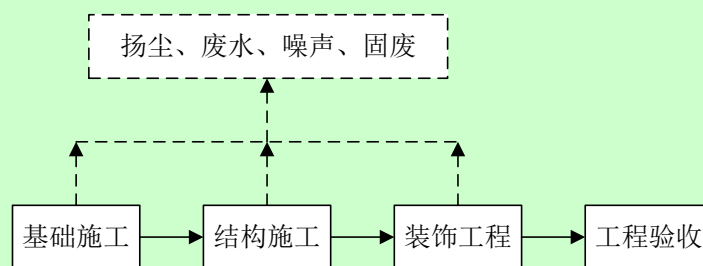 扬尘、废水、噪声、固废
基础施工
结构施工
装饰工程
工程验收